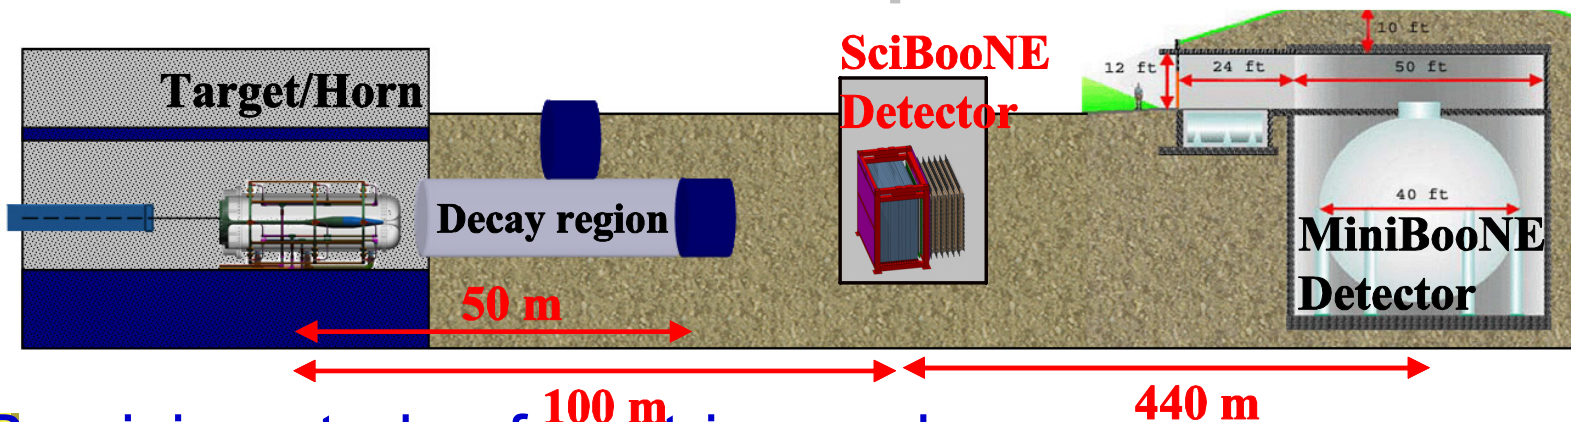 Target/Horn
SciBooNE
Detector
10 ft
12 ft
24 ft
50 ft
Decay region
40 ft
MiniBooNE
Detector
50 m
100 m
440 m